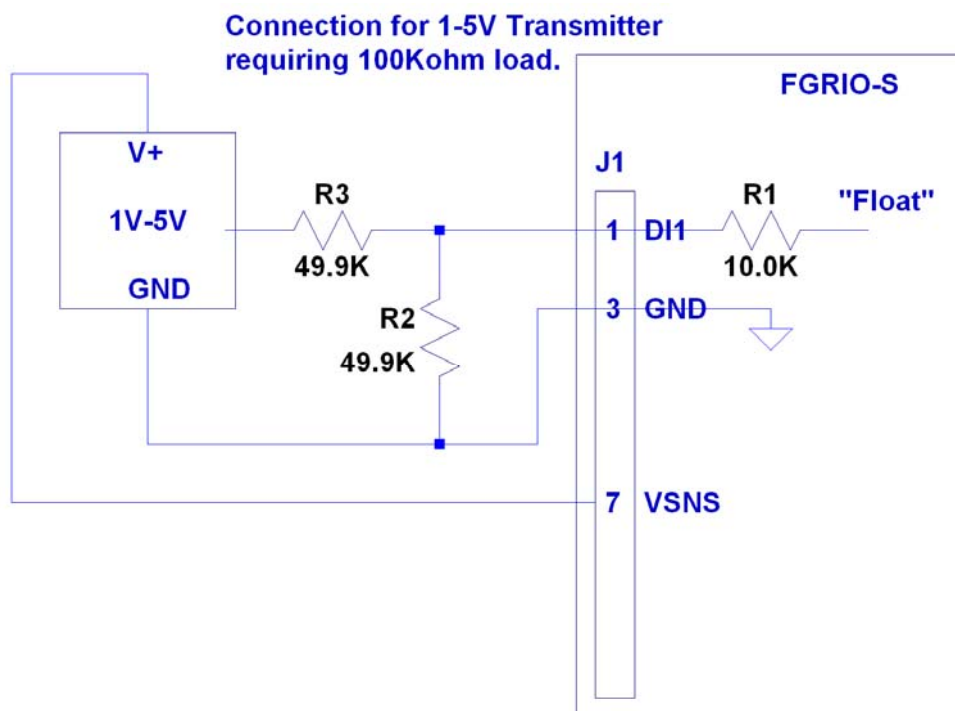 Connection for 1-5V Transmitter
requiring 100Kohm load.
FGRIO-S
V+
1V-5V
GND
R3
49.9K
R2
49.9K
J1
1 DI1
3 GND
7 VSNS
R1
10.0K
"Float"